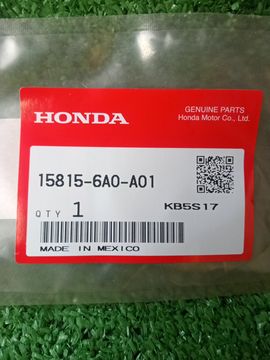 HONDA
GENUINE PARTS
Honda Motor Co., Ltd.
15815-6A0-A01
QTY 1
KB5S17
MADE IN MEXICO